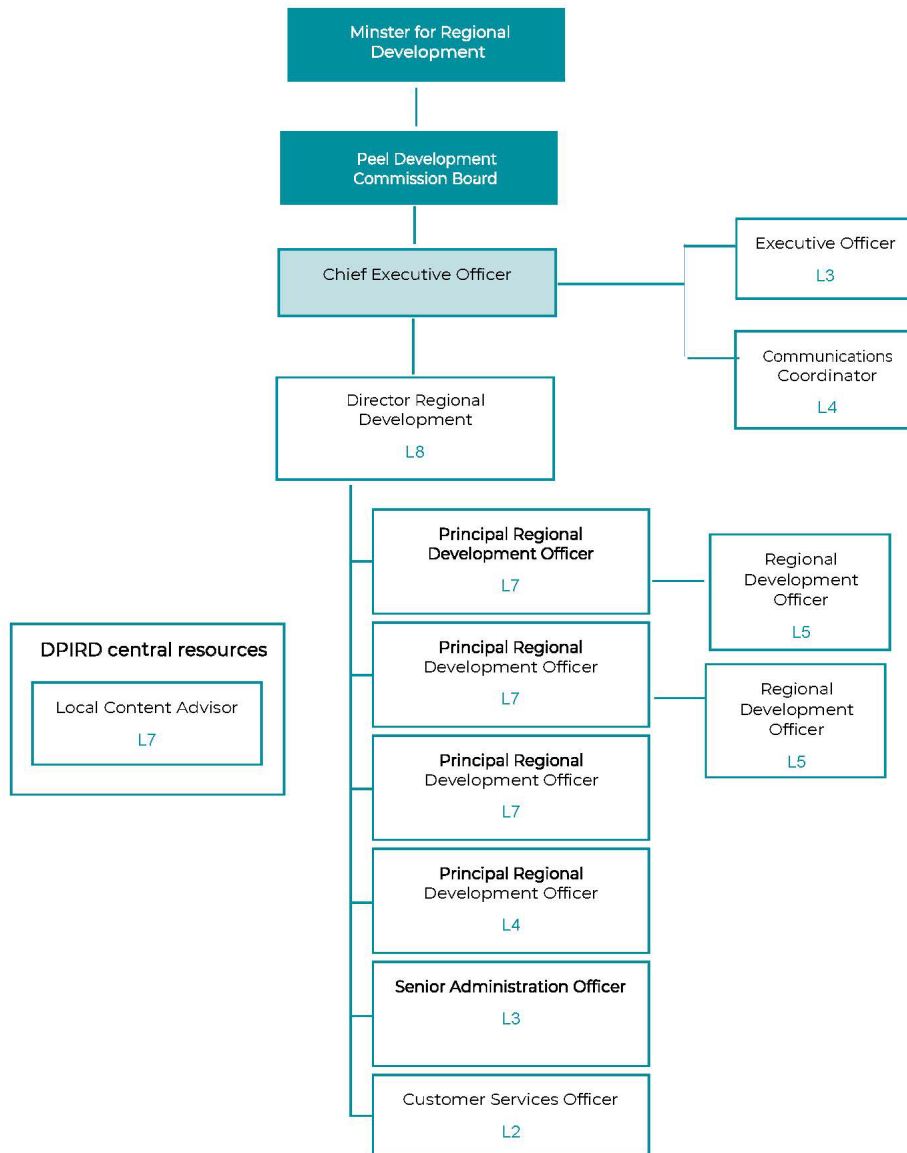 Minster for Regional
Development
Peel Development
Commission Board
Chief Executive Officer
Executive Officer
L3
Communications
Coordinator
L4
Director Regional
Development
L8
Principal Regional
Development Officer
L7
Regional
Development
Officer
L5
Principal Regional
Development Officer
L7
Regional
Development
Officer
L5
DPIRD central resources
Local Content Advisor
L7
Principal Regional
Development Officer
L7
Principal Regional
Development Officer
L4
Senior Administration Officer
L3
Customer Services Officer
L2